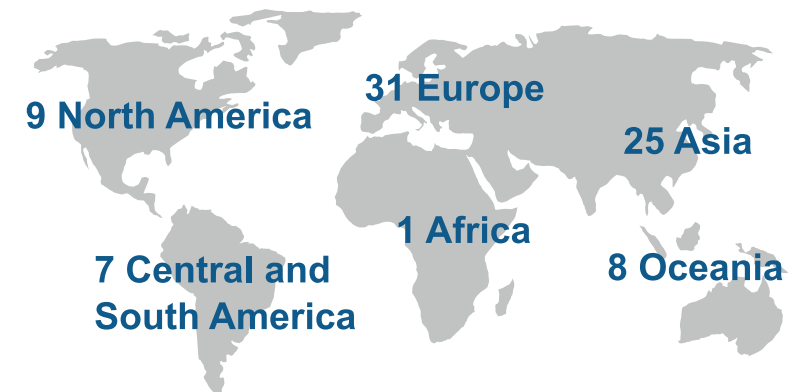 31 Europe
9 North America
25 Asia
1 Africa
7 Central and
South America
8 Oceania